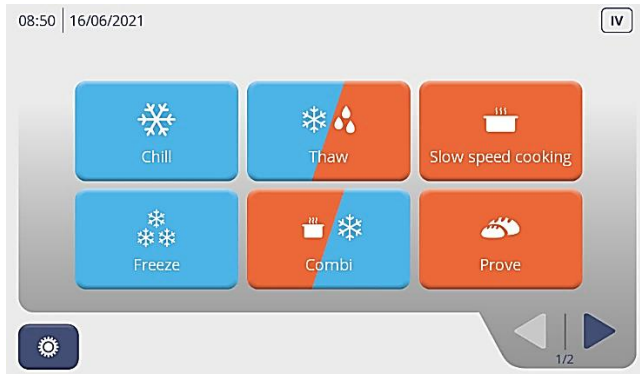 08:50 16/06/2021
IV
Chill
Thaw
Slow speed cooking
Freeze
Combi
Prove
1/2